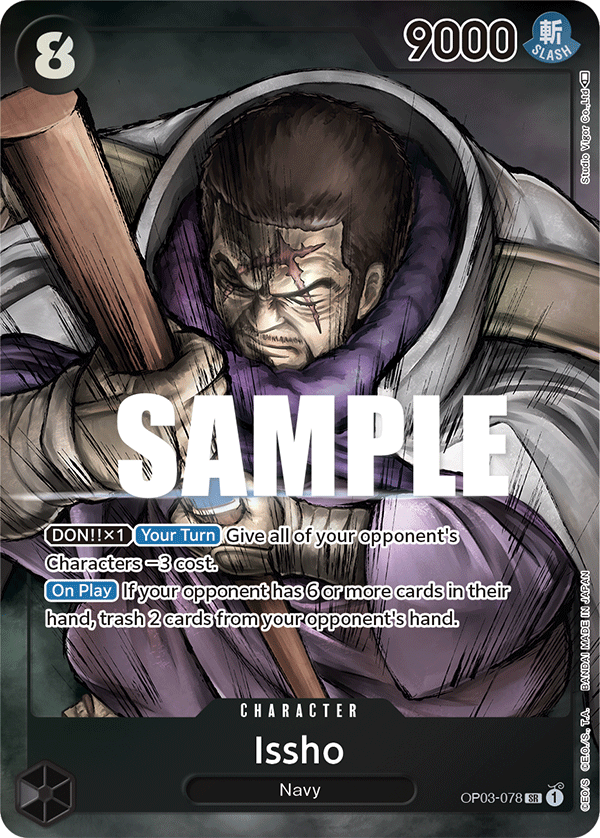 8
9000
斬
SLASH
Studio Vigor Co.,Ltd
SAMPLE
DON!!×1 Your Turn Give all of your opponent's
Characters −3 cost.
On Play If your opponent has 6 or more cards in their
hand, trash 2 cards from your opponent's hand.
©EO/S ©E.O./S., T.A. BANDAI MADE IN JAPAN
CHARACTER
Issho
Navy
OP03-078 SR 1